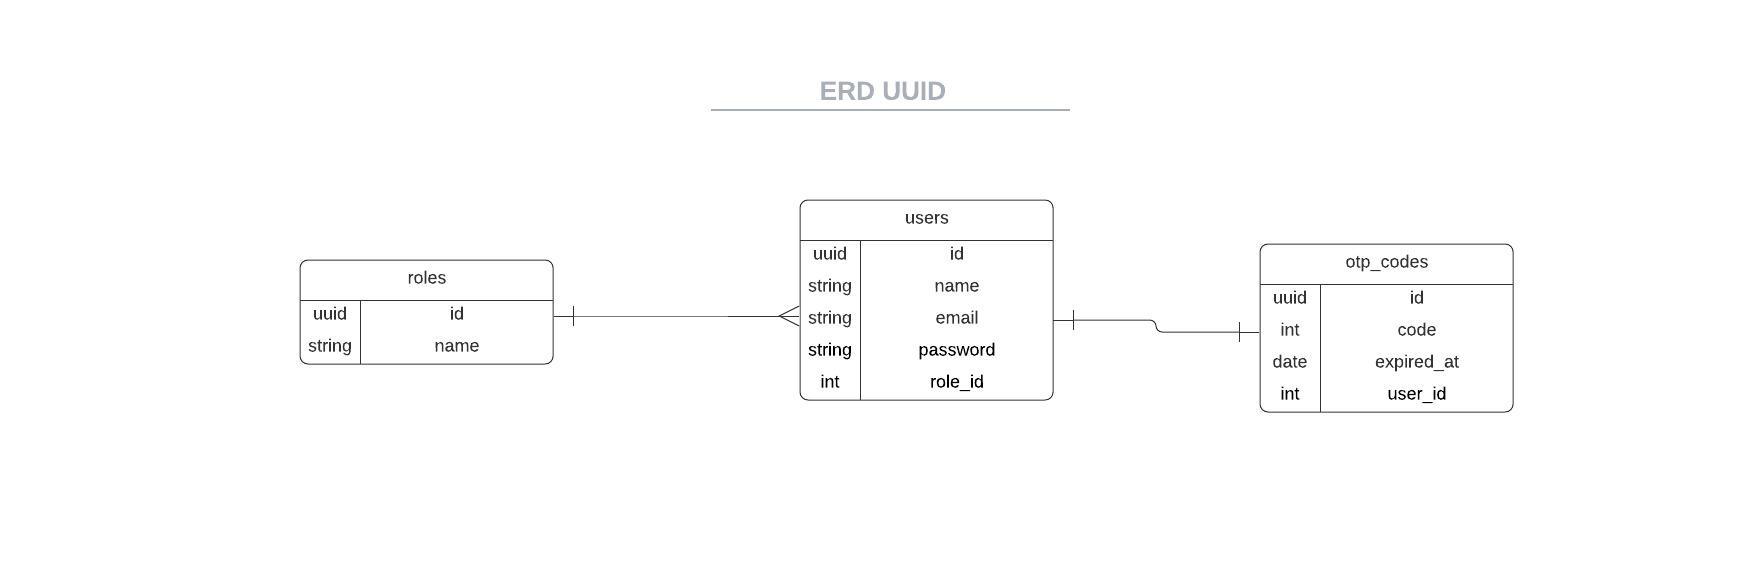 ERD UUID
roles
uuid id
string name
users
uuid id
string name
string email
string password
int role_id
otp_codes
uuid id
int code
date expired_at
int user_id